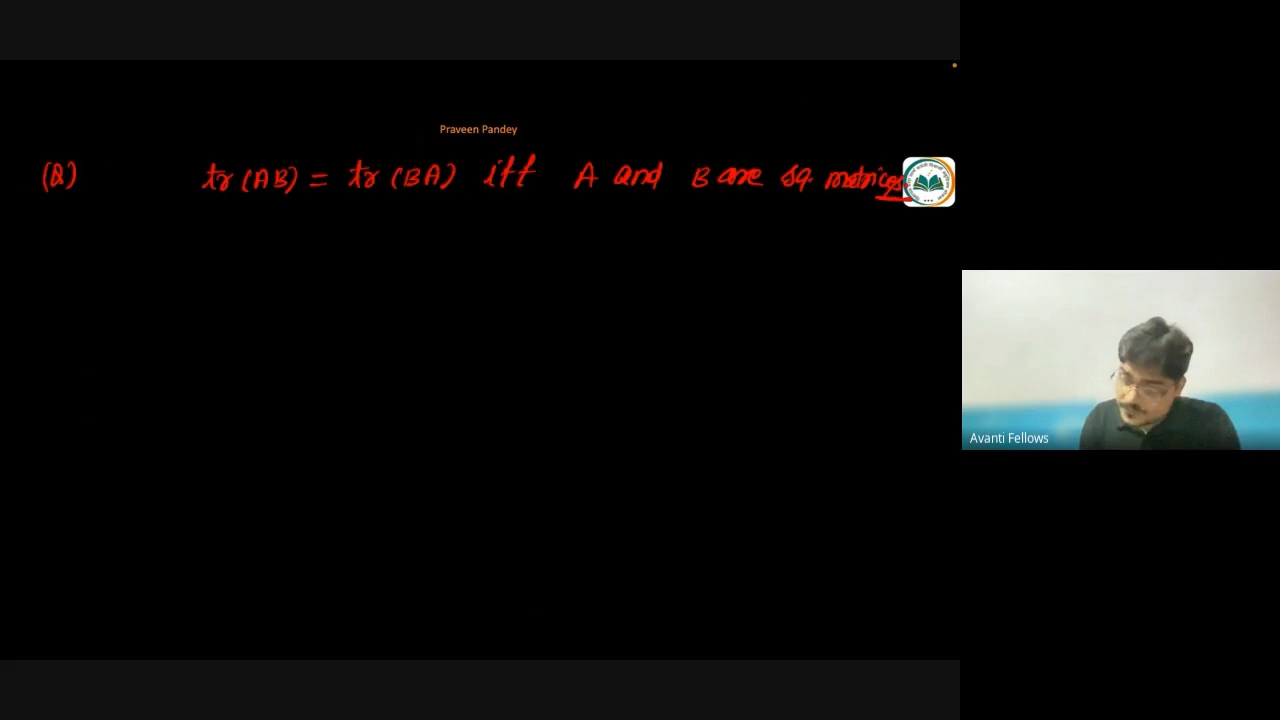 Praveen Pandey
(Q) tr (AB) = tr (BA) iff A and B are sq. matrices.
Avanti Fellows